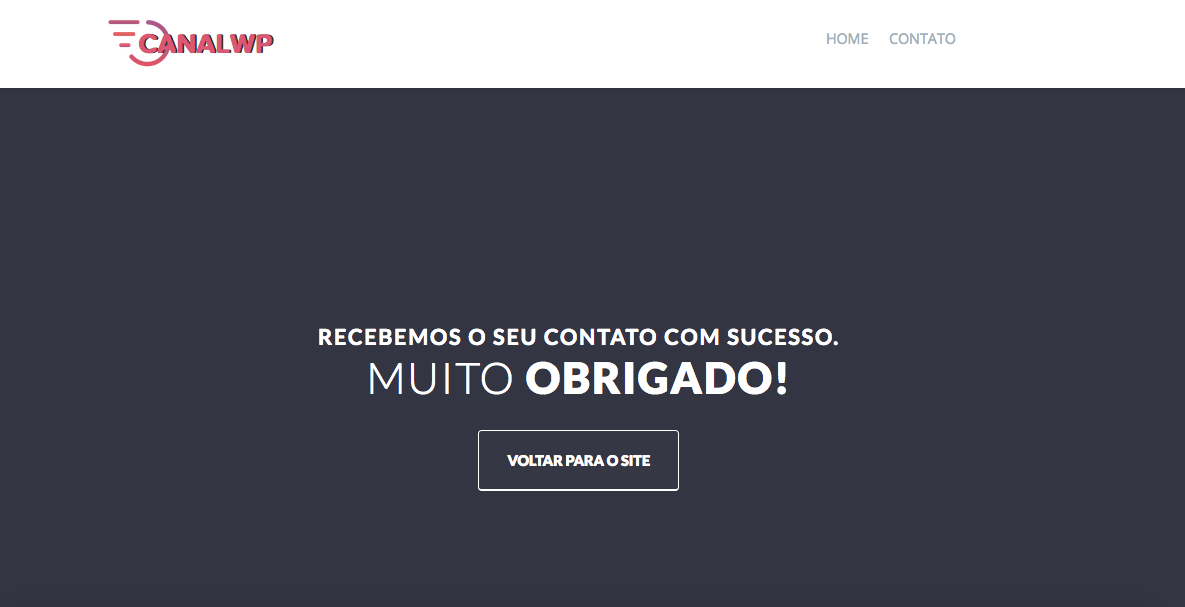 CANALWP
HOME CONTATO
RECEBEMOS O SEU CONTATO COM SUCESSO.
MUITO OBRIGADO!
VOLTAR PARA O SITE